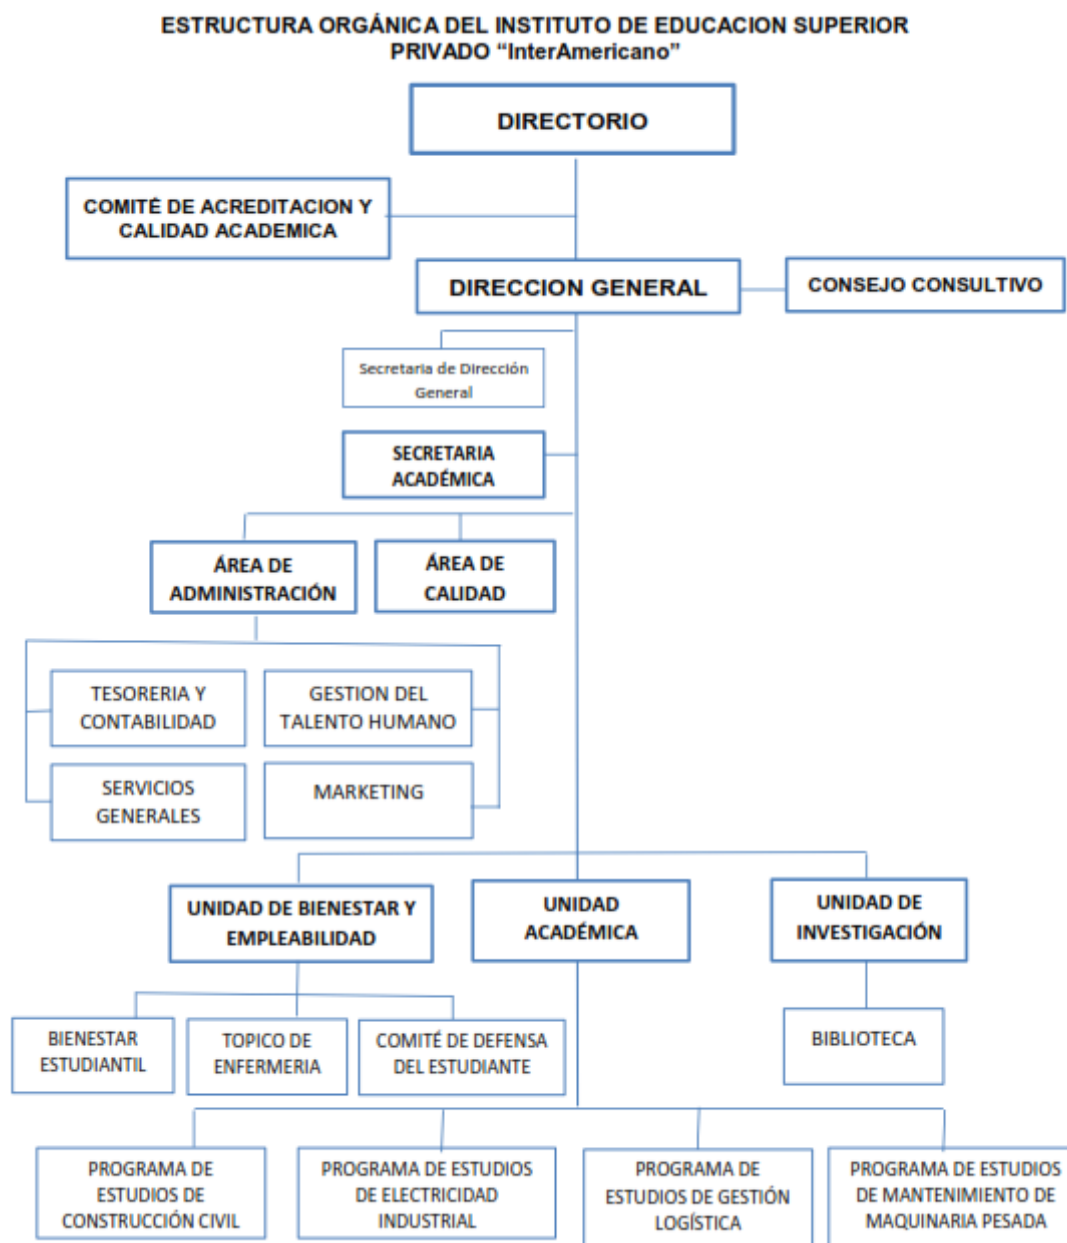 ESTRUCTURA ORGÁNICA DEL INSTITUTO DE EDUCACION SUPERIOR
PRIVADO “InterAmericano”
DIRECTORIO
COMITÉ DE ACREDITACION Y
CALIDAD ACADEMICA
DIRECCION GENERAL
CONSEJO CONSULTIVO
Secretaria de Dirección
General
SECRETARIA
ACADÉMICA
ÁREA DE
ADMINISTRACIÓN
ÁREA DE
CALIDAD
TESORERIA Y
CONTABILIDAD
GESTION DEL
TALENTO HUMANO
SERVICIOS
GENERALES
MARKETING
UNIDAD DE BIENESTAR Y
EMPLEABILIDAD
UNIDAD
ACADÉMICA
UNIDAD DE
INVESTIGACIÓN
BIENESTAR
ESTUDIANTIL
TOPICO DE
ENFERMERIA
COMITÉ DE DEFENSA
DEL ESTUDIANTE
BIBLIOTECA
PROGRAMA DE
ESTUDIOS DE
CONSTRUCCIÓN CIVIL
PROGRAMA DE ESTUDIOS
DE ELECTRICIDAD
INDUSTRIAL
PROGRAMA DE
ESTUDIOS DE GESTIÓN
LOGÍSTICA
PROGRAMA DE ESTUDIOS
DE MANTENIMIENTO DE
MAQUINARIA PESADA